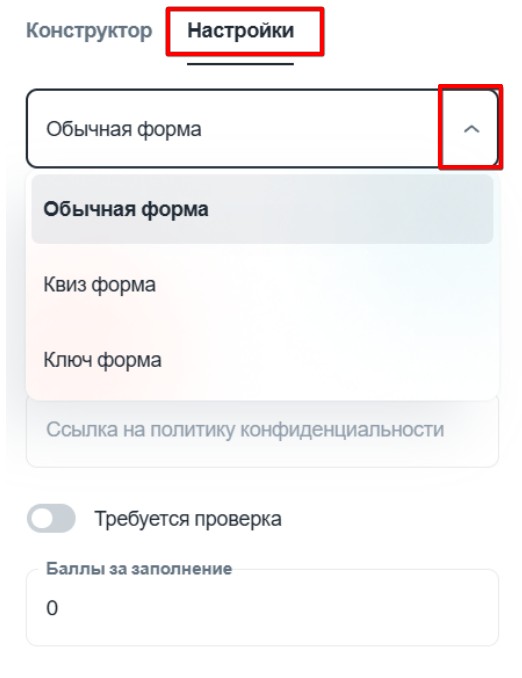 Конструктор Настройки
Обычная форма
Обычная форма
Квиз форма
Ключ форма
Ссылка на политику конфиденциальности
Требуется проверка
Баллы за заполнение
0